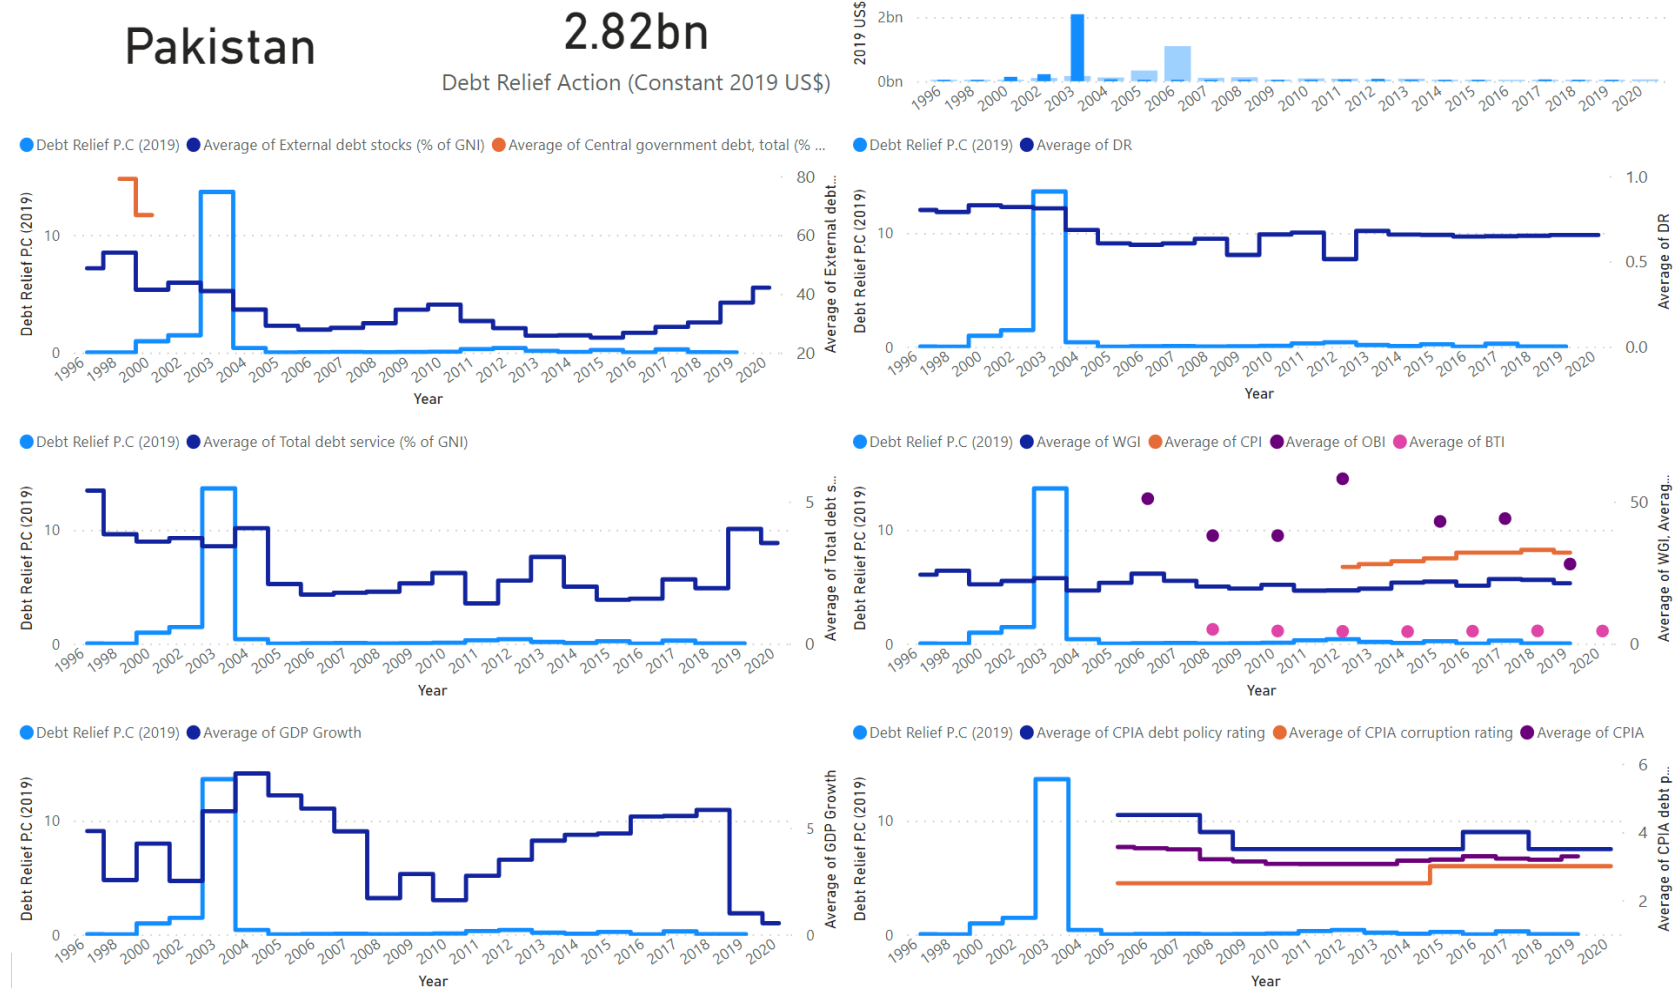 Pakistan
2.82bn
Debt Relief Action (Constant 2019 US$)
2019 US$
2bn
0bn
1996 1998 2000 2002 2003 2004 2005 2006 2007 2008 2009 2010 2011 2012 2013 2014 2015 2016 2017 2018 2019 2020
Debt Relief P.C (2019) Average of External debt stocks (% of GNI) Average of Central government debt, total (% ...
Debt Relief P.C (2019)
10
0
80
60
40
20
Average of External debt...
1996 1998 2000 2002 2003 2004 2005 2006 2007 2008 2009 2010 2011 2012 2013 2014 2015 2016 2017 2018 2019 2020
Year
Debt Relief P.C (2019) Average of DR
Debt Relief P.C (2019)
10
0
1.0
0.5
0.0
Average of DR
1996 1998 2000 2002 2003 2004 2005 2006 2007 2008 2009 2010 2011 2012 2013 2014 2015 2016 2017 2018 2019 2020
Year
Debt Relief P.C (2019) Average of Total debt service (% of GNI)
Debt Relief P.C (2019)
10
0
5
0
Average of Total debt s...
1996 1998 2000 2002 2003 2004 2005 2006 2007 2008 2009 2010 2011 2012 2013 2014 2015 2016 2017 2018 2019 2020
Year
Debt Relief P.C (2019) Average of WGI Average of CPI Average of OBI Average of BTI
Debt Relief P.C (2019)
10
0
50
0
Average of WGI, Averag...
1996 1998 2000 2002 2003 2004 2005 2006 2007 2008 2009 2010 2011 2012 2013 2014 2015 2016 2017 2018 2019 2020
Year
Debt Relief P.C (2019) Average of GDP Growth
Debt Relief P.C (2019)
10
0
5
0
Average of GDP Growth
1996 1998 2000 2002 2003 2004 2005 2006 2007 2008 2009 2010 2011 2012 2013 2014 2015 2016 2017 2018 2019 2020
Year
Debt Relief P.C (2019) Average of CPIA debt policy rating Average of CPIA corruption rating Average of CPIA
Debt Relief P.C (2019)
10
0
6
4
2
Average of CPIA debt p...
1996 1998 2000 2002 2003 2004 2005 2006 2007 2008 2009 2010 2011 2012 2013 2014 2015 2016 2017 2018 2019 2020
Year